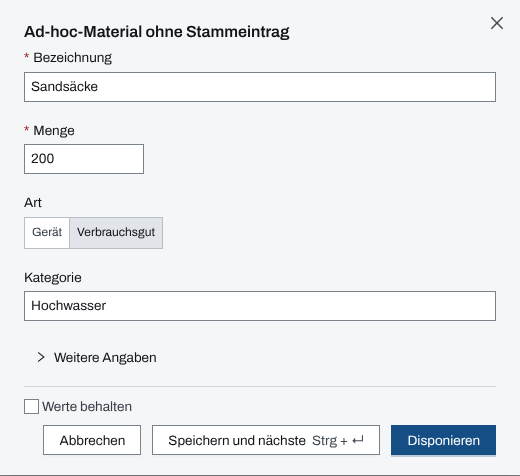 Ad-hoc-Material ohne Stammeintrag
* Bezeichnung
Sandsäcke
* Menge
200
Art
Gerät Verbrauchsgut
Kategorie
Hochwasser
Weitere Angaben
Werte behalten
Abbrechen Speichern und nächste Strg + ↵ Disponieren